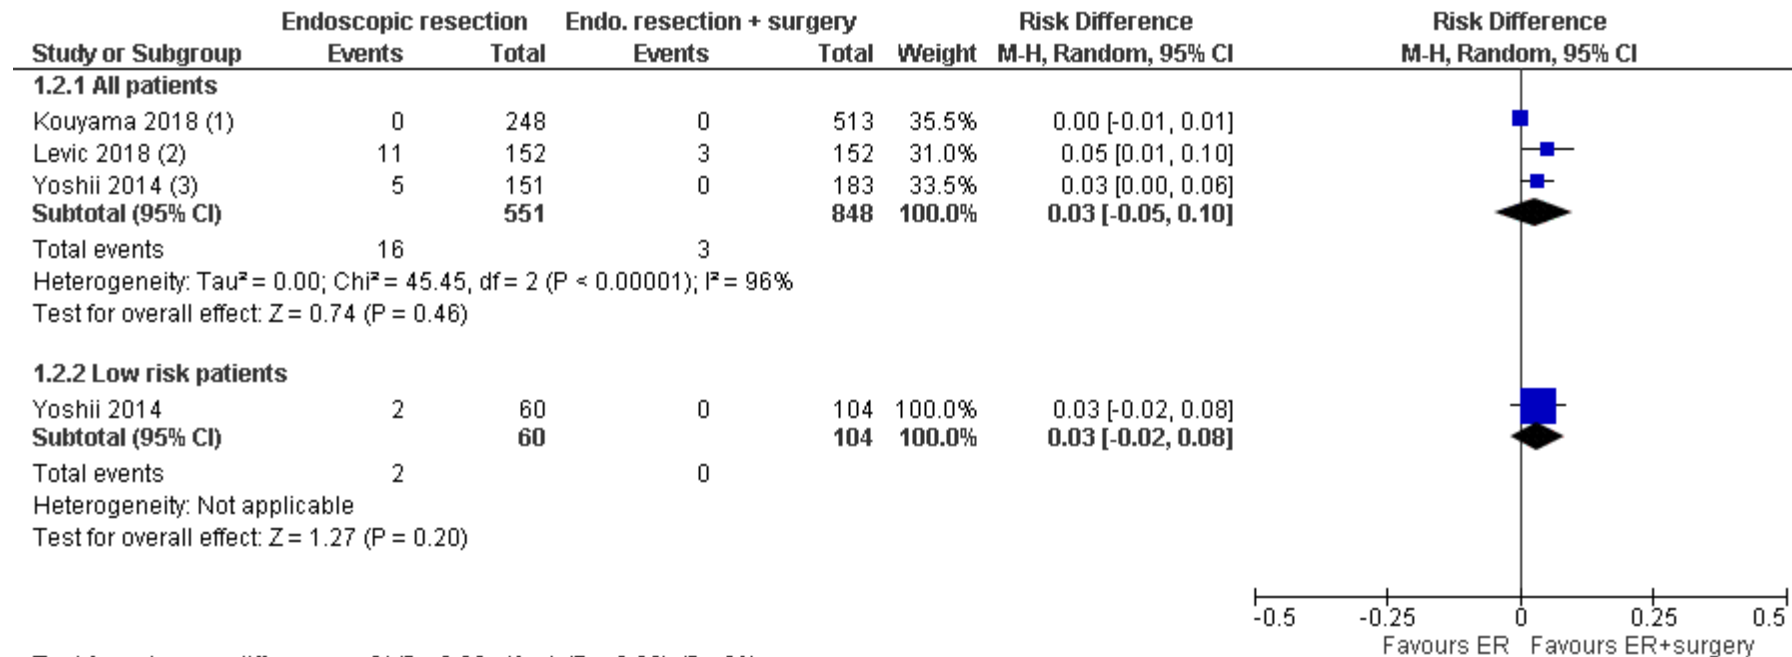 Endoscopic resection Endo. resection + surgery Risk Difference Risk Difference
Study or Subgroup Events Total Events Total Weight M-H, Random, 95% CI M-H, Random, 95% CI
1.2.1 All patients
Kouyama 2018 (1) 0 248 0 513 35.5% 0.00 [-0.01, 0.01]
Levic 2018 (2) 11 152 3 152 31.0% 0.05 [0.01, 0.10]
Yoshii 2014 (3) 5 151 0 183 33.5% 0.03 [0.00, 0.06]
Subtotal (95% CI) 551 848 100.0% 0.03 [-0.05, 0.10]
Total events 16 3
Heterogeneity: Tau² = 0.00; Chi² = 45.45, df = 2 (P < 0.00001); I² = 96%
Test for overall effect: Z = 0.74 (P = 0.46)
1.2.2 Low risk patients
Yoshii 2014 2 60 0 104 100.0% 0.03 [-0.02, 0.08]
Subtotal (95% CI) 60 104 100.0% 0.03 [-0.02, 0.08]
Total events 2 0
Heterogeneity: Not applicable
Test for overall effect: Z = 1.27 (P = 0.20)
-0.5 -0.25 0 0.25 0.5
Favours ER Favours ER+surgery